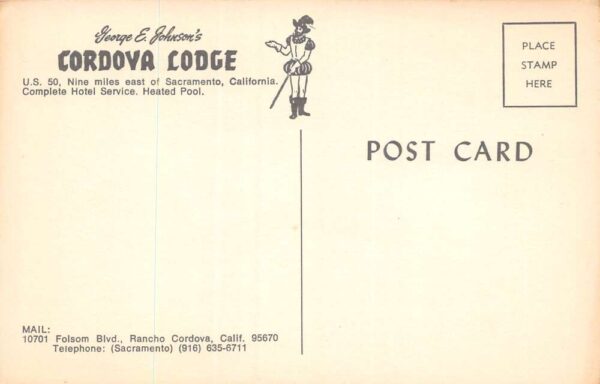 George E. Johnson's
CORDOVA LODGE
U.S. 50, Nine miles east of Sacramento, California.
Complete Hotel Service. Heated Pool.
PLACE
STAMP
HERE
POST CARD
MAIL:
10701 Folsom Blvd., Rancho Cordova, Calif. 95670
Telephone: (Sacramento) (916) 635-6711